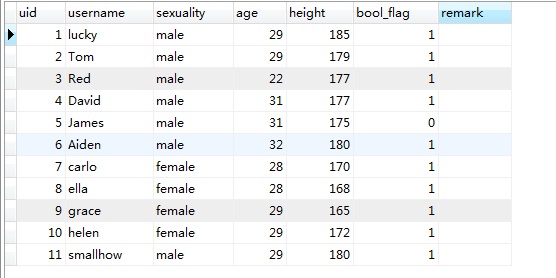 uid username sexuality age height bool_flag remark
1 lucky male 29 185 1
2 Tom male 29 179 1
3 Red male 22 177 1
4 David male 31 177 1
5 James male 31 175 0
6 Aiden male 32 180 1
7 carlo female 28 170 1
8 ella female 28 168 1
9 grace female 29 165 1
10 helen female 29 172 1
11 smallhow male 29 180 1